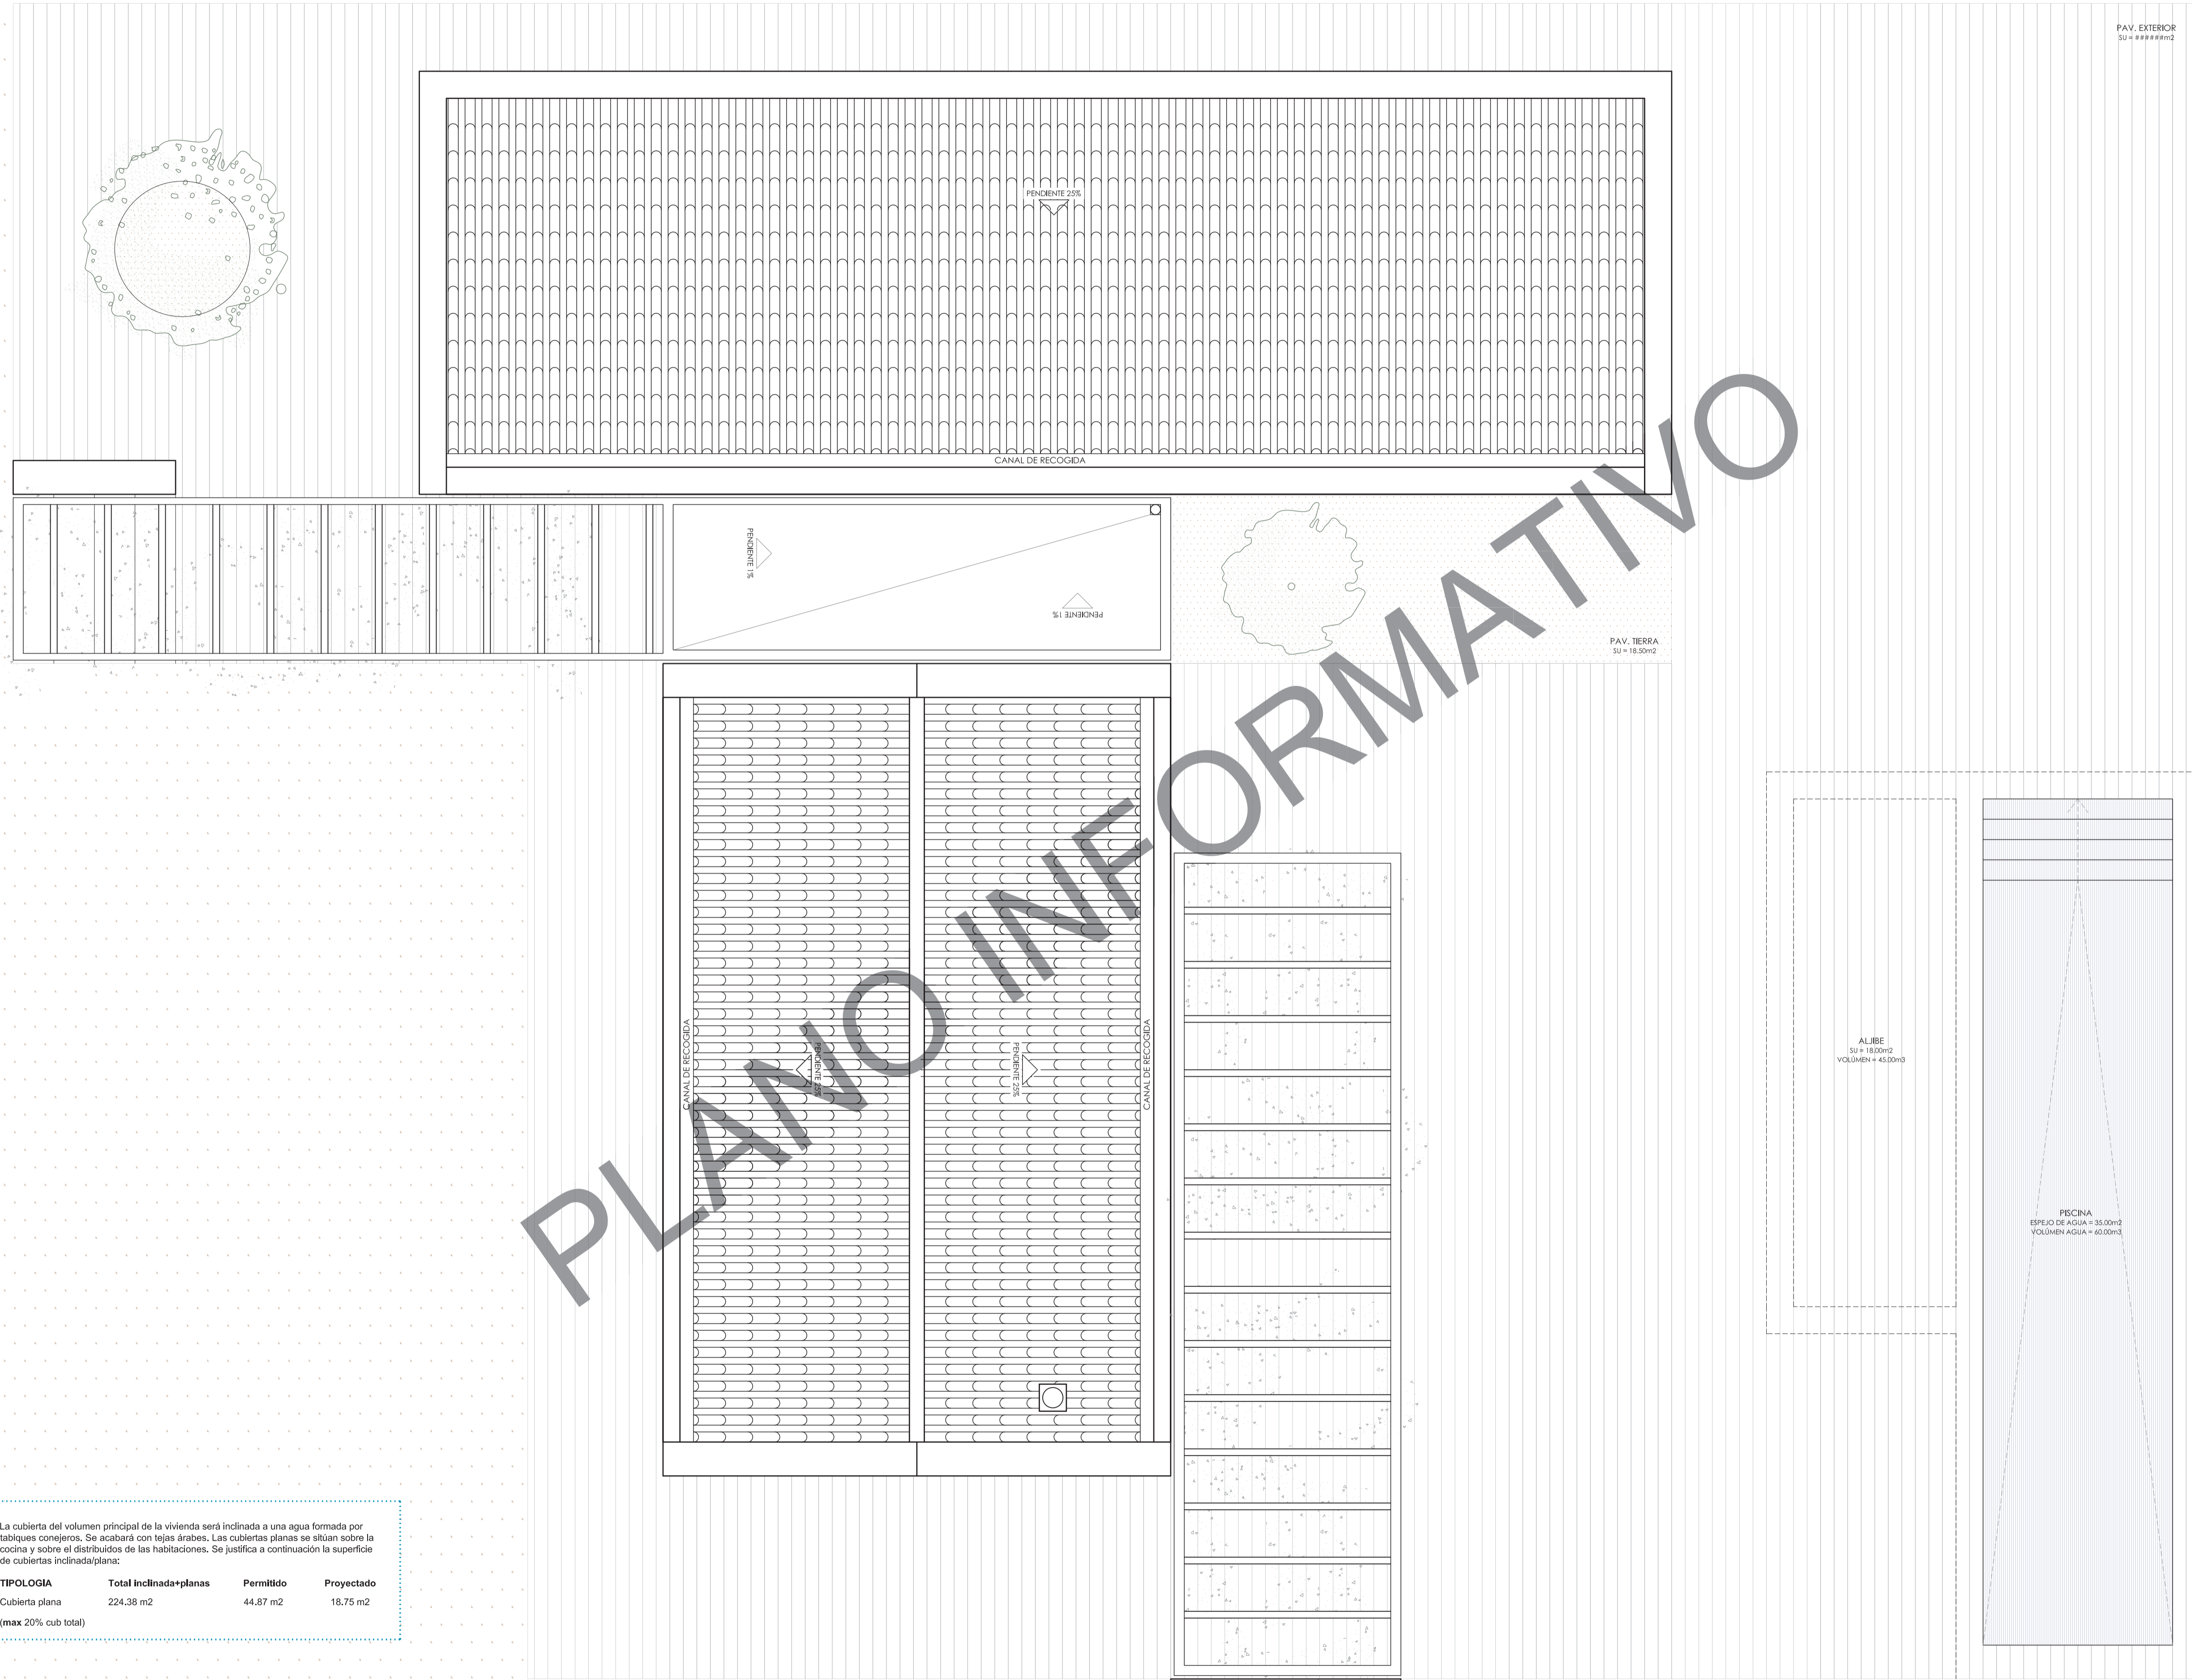 PAV. EXTERIOR
SU = ######m2
PENDIENTE 25%
CANAL DE RECOGIDA
PENDIENTE 1%
PENDIENTE 1%
PAV. TIERRA
SU = 18.50m2
CANAL DE RECOGIDA
PENDIENTE 25%
PENDIENTE 25%
CANAL DE RECOGIDA
ALJIBE
SU = 18,00m2
VOLÚMEN = 45.00m3
PISCINA
ESPEJO DE AGUA = 35.00m2
VOLÚMEN AGUA = 60.00m3
PLANO INFORMATIVO
La cubierta del volumen principal de la vivienda será inclinada a una agua formada por
tabiques conejeros. Se acabará con tejas árabes. Las cubiertas planas se sitúan sobre la
cocina y sobre el distribuidos de las habitaciones. Se justifica a continuación la superficie
de cubiertas inclinada/plana:
TIPOLOGIA Total inclinada+planas Permitido Proyectado
Cubierta plana 224.38 m2 44.87 m2 18.75 m2
(max 20% cub total)